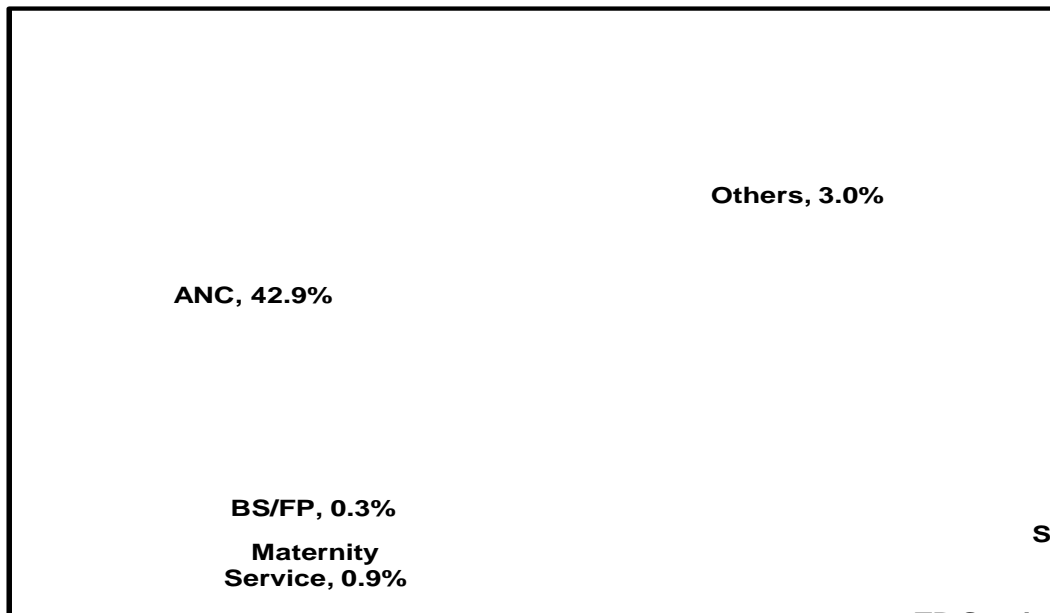 Others, 3.0%
ANC, 42.9%
BS/FP, 0.3%
S
Maternity
Service, 0.9%